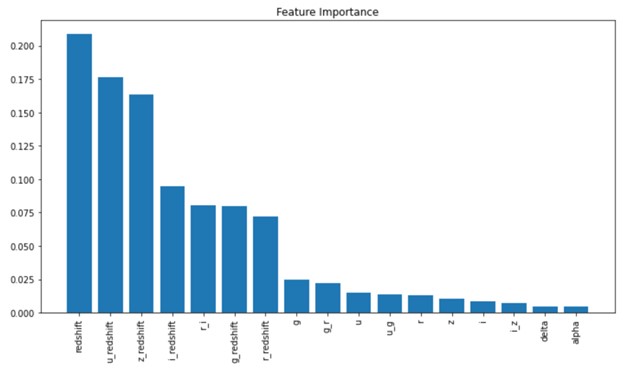 Feature Importance
0.200
0.175
0.150
0.125
0.100
0.075
0.050
0.025
0.000
redshift
u_redshift
z_redshift
i_redshift
r_i
g_redshift
r_redshift
g
g_r
u
u_g
r
z
i
i_z
delta
alpha